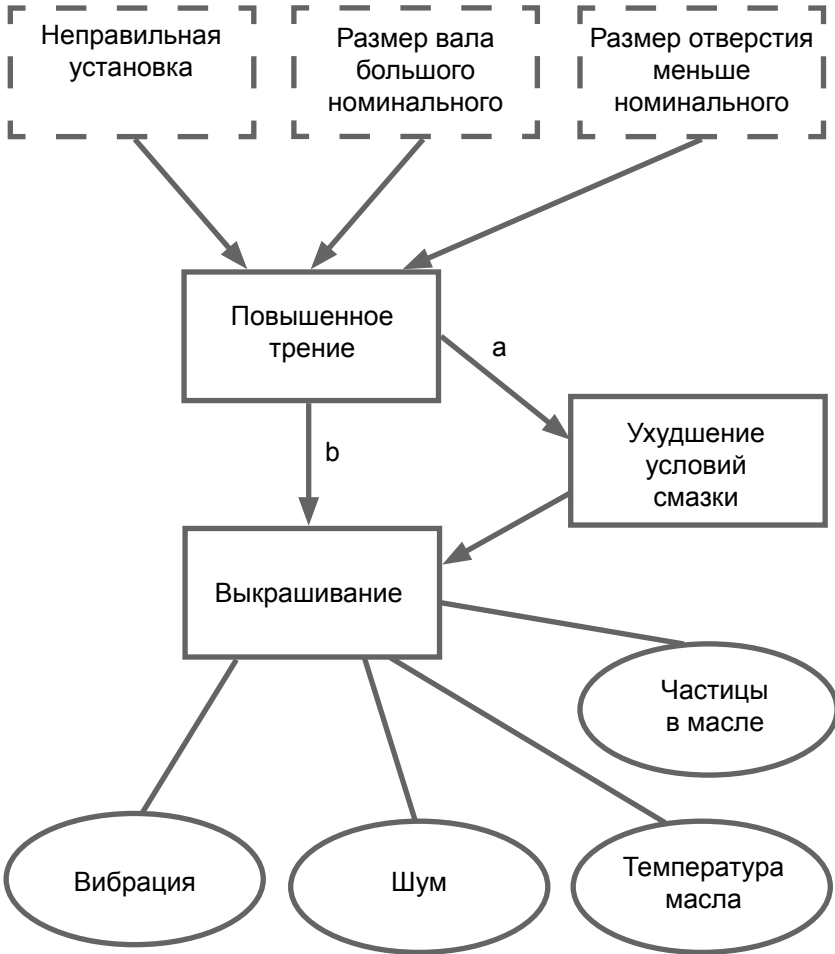 Неправильная
установка
Размер вала
большого
номинального
Размер отверстия
меньше
номинального
Повышенное
трение
a
Ухудшение
условий
смазки
b
Выкрашивание
Частицы
в масле
Вибрация
Шум
Температура
масла